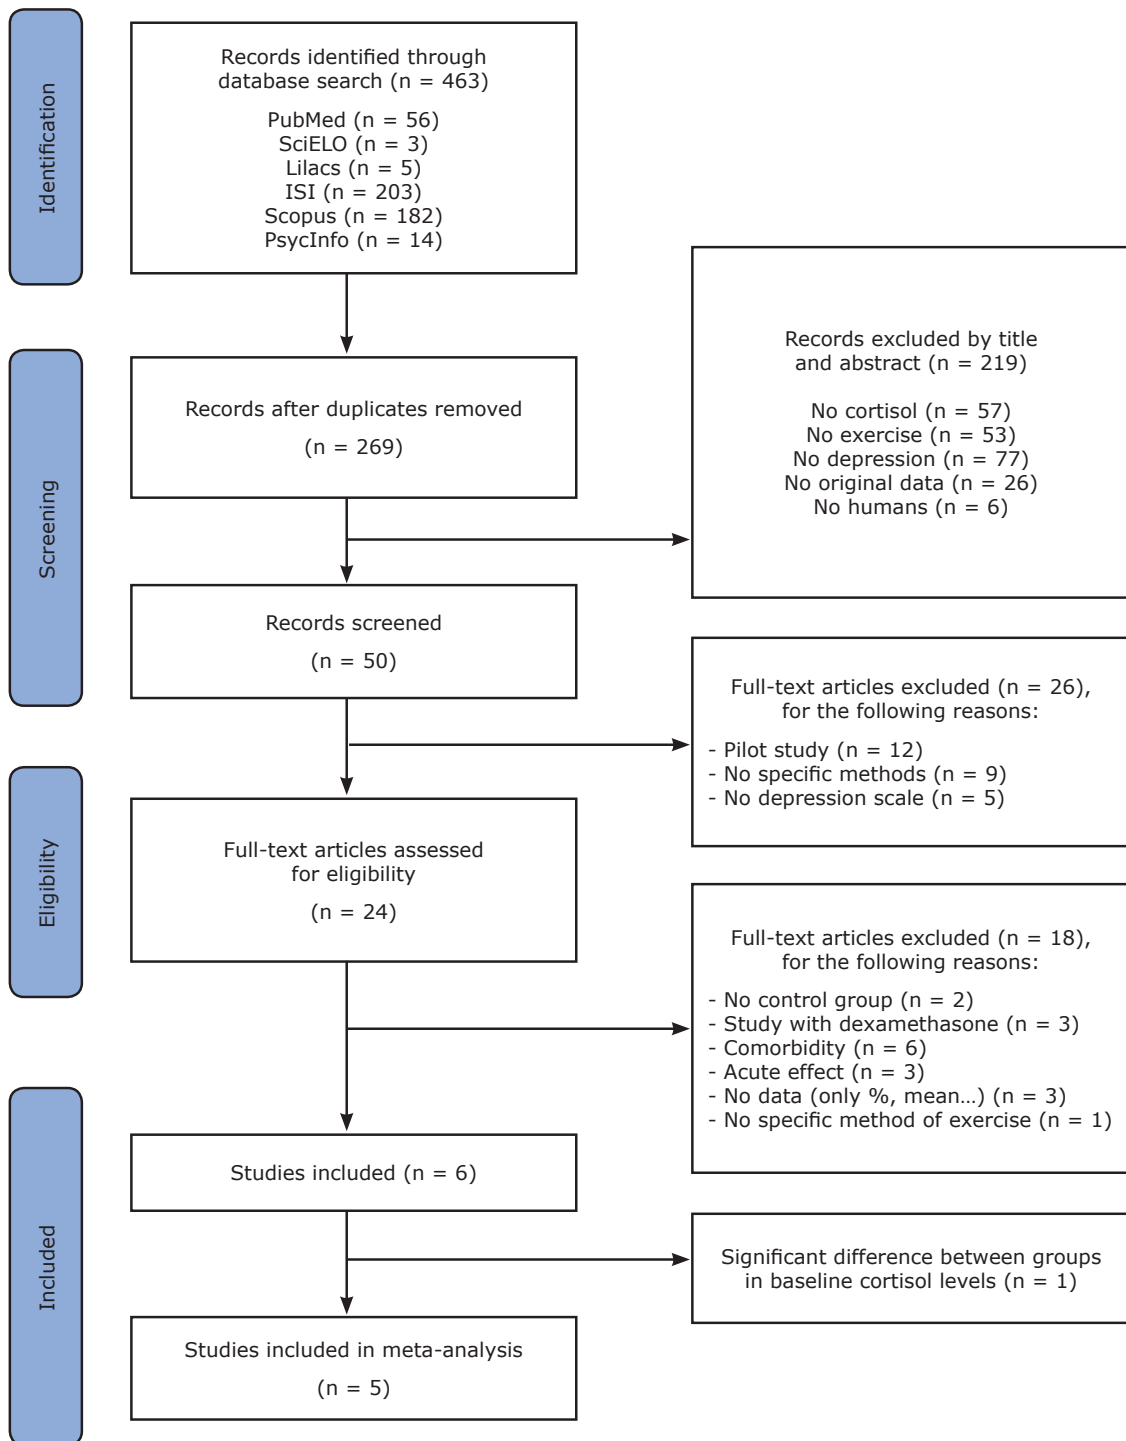 Identification
Records identified through
database search (n = 463)
PubMed (n = 56)
SciELO (n = 3)
Lilacs (n = 5)
ISI (n = 203)
Scopus (n = 182)
PsycInfo (n = 14)
Screening
Records after duplicates removed
(n = 269)
Records excluded by title
and abstract (n = 219)
No cortisol (n = 57)
No exercise (n = 53)
No depression (n = 77)
No original data (n = 26)
No humans (n = 6)
Records screened
(n = 50)
Full-text articles excluded (n = 26),
for the following reasons:
- Pilot study (n = 12)
- No specific methods (n = 9)
- No depression scale (n = 5)
Eligibility
Full-text articles assessed
for eligibility
(n = 24)
Full-text articles excluded (n = 18),
for the following reasons:
- No control group (n = 2)
- Study with dexamethasone (n = 3)
- Comorbidity (n = 6)
- Acute effect (n = 3)
- No data (only %, mean…) (n = 3)
- No specific method of exercise (n = 1)
Included
Studies included (n = 6)
Significant difference between groups
in baseline cortisol levels (n = 1)
Studies included in meta-analysis
(n = 5)